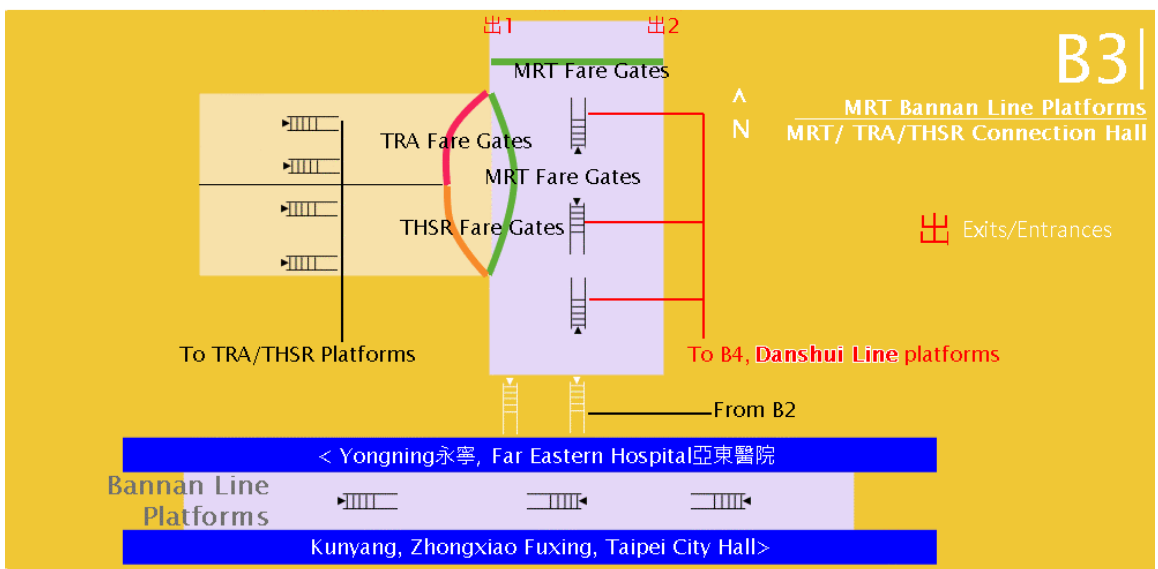 出1
出2
B3
MRT Fare Gates
^
N
MRT Bannan Line Platforms
MRT/ TRA/THSR Connection Hall
TRA Fare Gates
MRT Fare Gates
THSR Fare Gates
出 Exits/Entrances
To TRA/THSR Platforms
To B4, Danshui Line platforms
From B2
< Yongning永寧, Far Eastern Hospital亞東醫院
Bannan Line
Platforms
Kunyang, Zhongxiao Fuxing, Taipei City Hall>